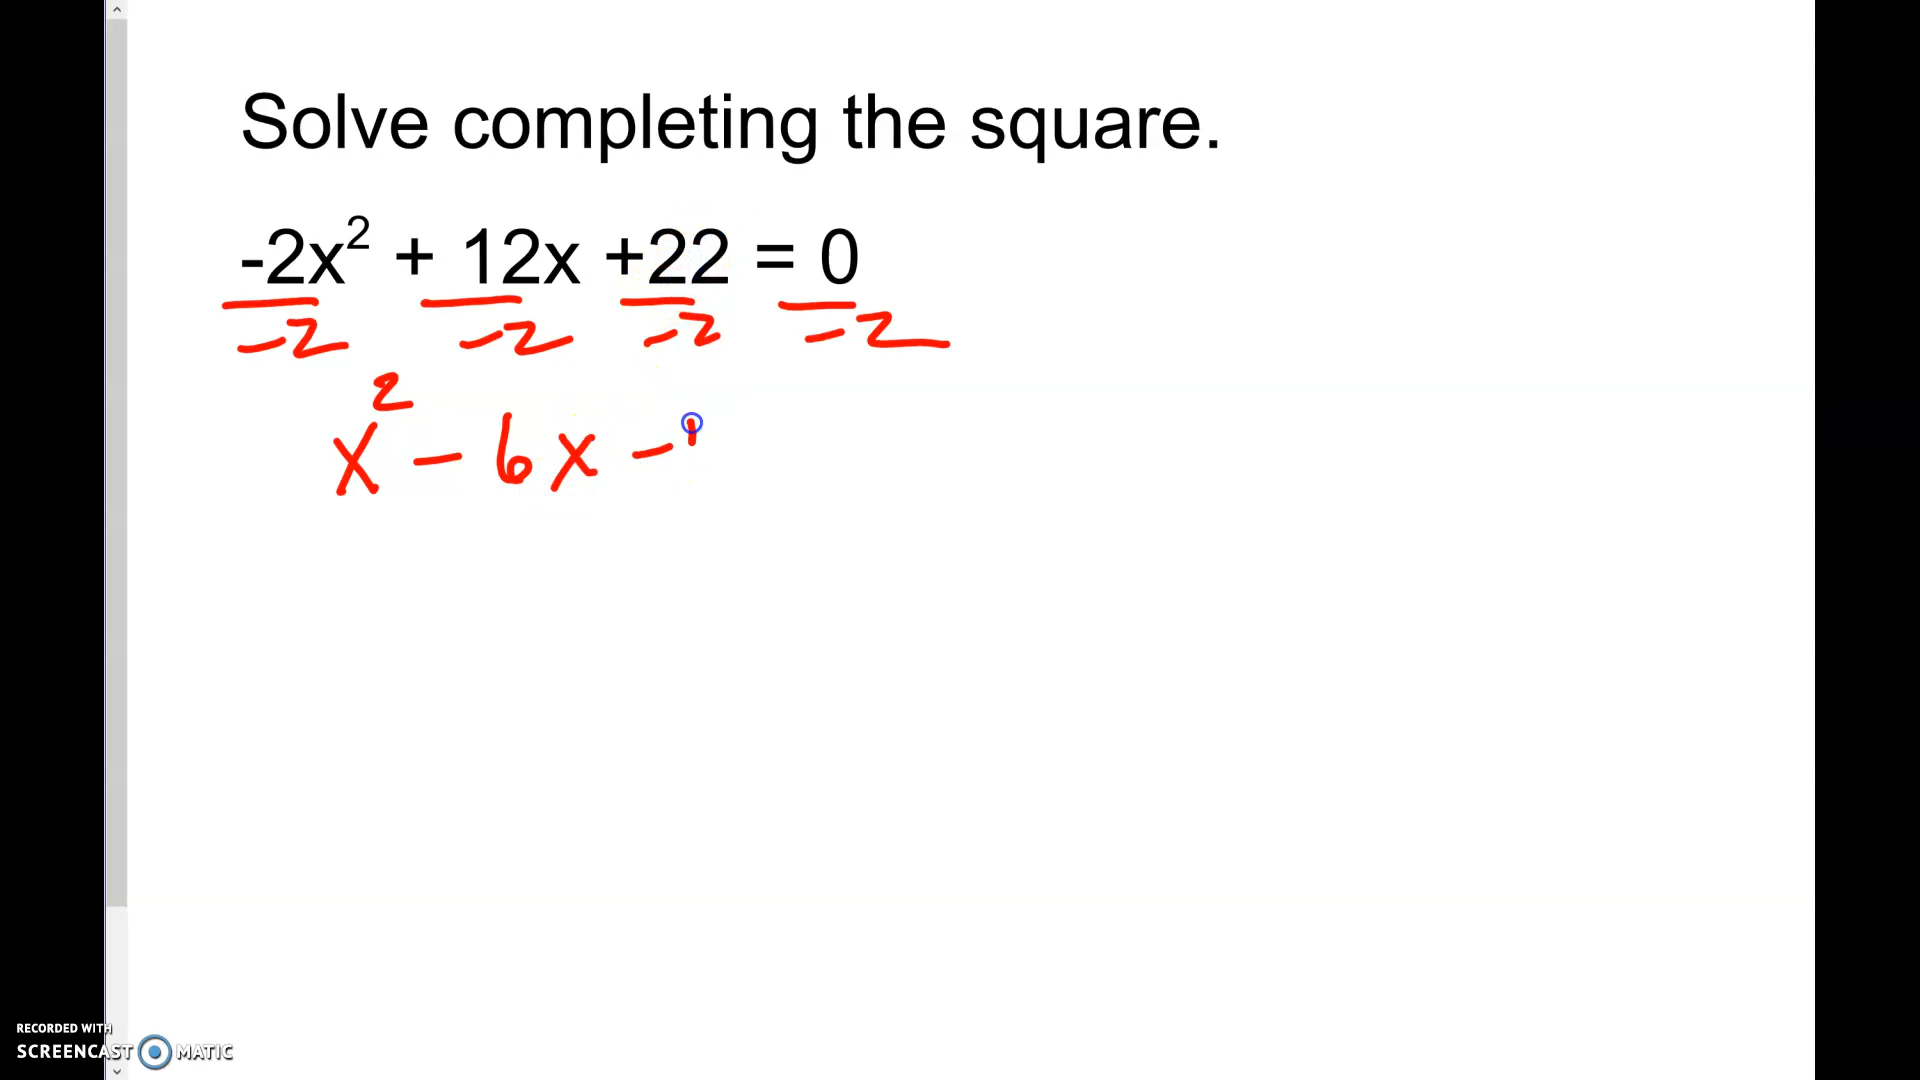 Solve completing the square.
-2x² + 12x +22 = 0
-2 -2 -2 -2
x² - 6x -
RECORDED WITH
SCREENCAST MATIC